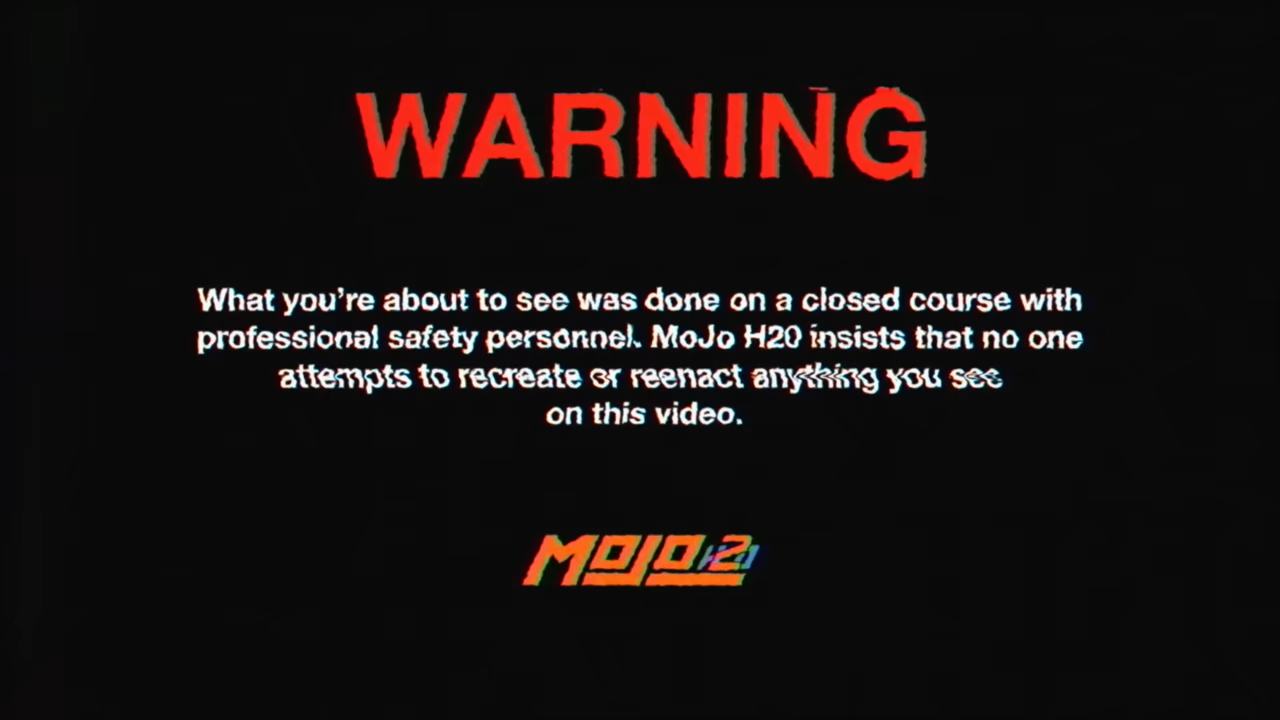 WARNING
What you're about to see was done on a closed course with
professional safety personnel. MoJo H20 insists that no one
attempts to recreate or reenact anything you see
on this video.
MOJO H20